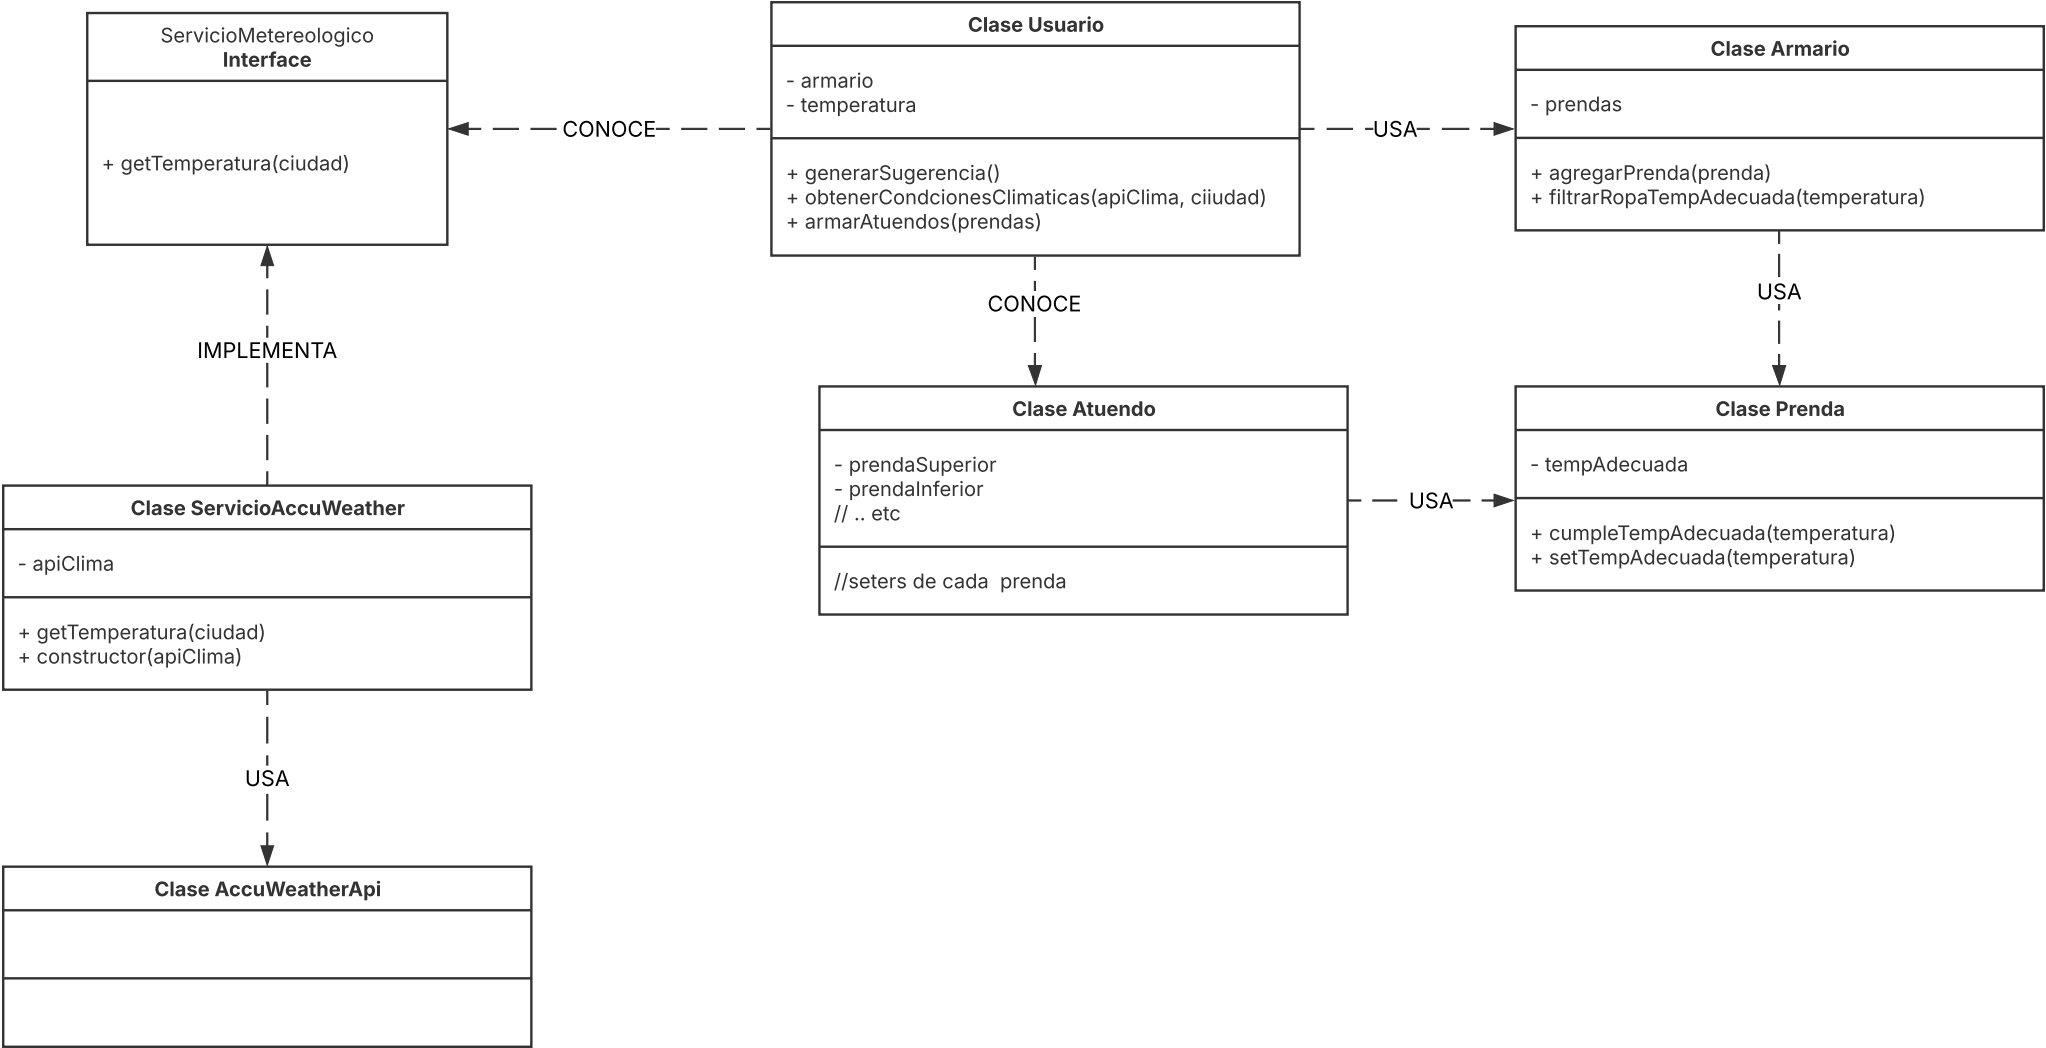 ServicioMetereologico
Interface
+ getTemperatura(ciudad)
CONOCE
Clase Usuario
- armario
- temperatura
+ generarSugerencia()
+ obtenerCondcionesClimaticas(apiClima, ciiudad)
+ armarAtuendos(prendas)
USA
Clase Armario
- prendas
+ agregarPrenda(prenda)
+ filtrarRopaTempAdecuada(temperatura)
IMPLEMENTA
CONOCE
USA
Clase Atuendo
- prendaSuperior
- prendaInferior
// .. etc
//seters de cada  prenda
USA
Clase Prenda
- tempAdecuada
+ cumpleTempAdecuada(temperatura)
+ setTempAdecuada(temperatura)
Clase ServicioAccuWeather
- apiClima
+ getTemperatura(ciudad)
+ constructor(apiClima)
USA
Clase AccuWeatherApi